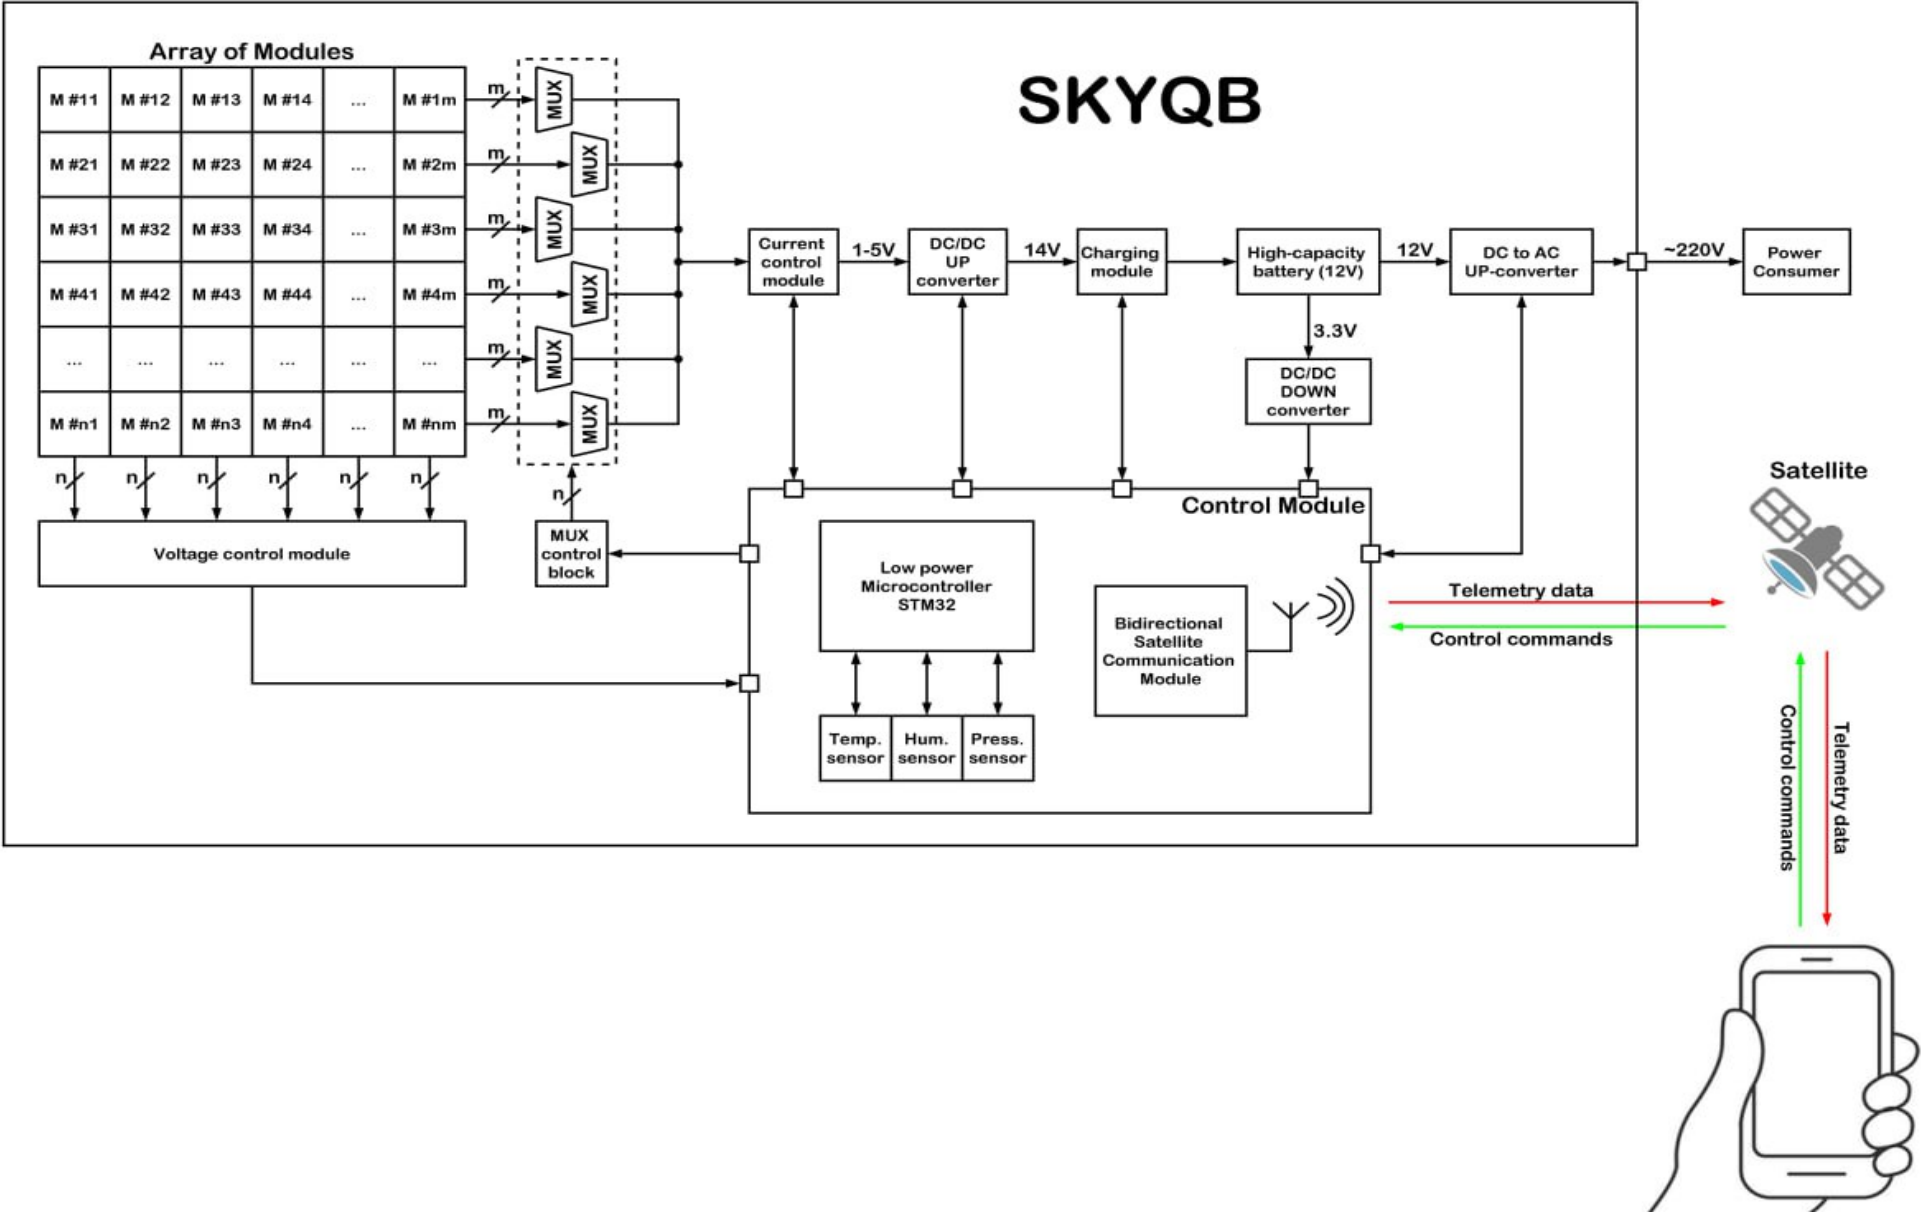 Array of Modules
SKYQB
M #11 M #12 M #13 M #14 ... M #1m
M #21 M #22 M #23 M #24 ... M #2m
M #31 M #32 M #33 M #34 ... M #3m
M #41 M #42 M #43 M #44 ... M #4m
... ... ... ... ... ...
M #n1 M #n2 M #n3 M #n4 ... M #nm
m
m
m
m
m
m
MUX
MUX
MUX
MUX
MUX
MUX
n n n n n n
Voltage control module
n
MUX
control
block
Current
control
module
1-5V
DC/DC
UP
converter
14V
Charging
module
High-capacity
battery (12V)
12V
DC to AC
UP-converter
~220V
Power
Consumer
3.3V
DC/DC
DOWN
converter
Control Module
Low power
Microcontroller
STM32
Temp.
sensor
Hum.
sensor
Press.
sensor
Bidirectional
Satellite
Communication
Module
Satellite
Telemetry data
Control commands
Control commands
Telemetry data